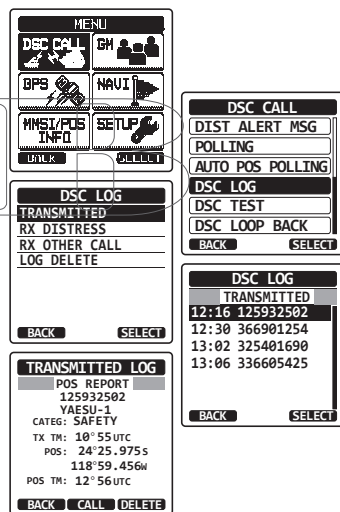 MENU
DSC CALL GM
GPS NAVI
MMSI/POS INFO SETUP
BACK SELECT
DSC CALL
DIST ALERT MSG
POLLING
AUTO POS POLLING
DSC LOG
DSC TEST
DSC LOOP BACK
BACK SELECT
DSC LOG
TRANSMITTED
RX DISTRESS
RX OTHER CALL
LOG DELETE
BACK SELECT
DSC LOG
TRANSMITTED
12:16 125932502
12:30 366901254
13:02 325401690
13:06 336605425
BACK SELECT
TRANSMITTED LOG
POS REPORT
125932502
YAESU-1
CATEG: SAFETY
TX TM: 10°55UTC
POS: 24°25.975S
118°59.456W
POS TM: 12°56UTC
BACK CALL DELETE